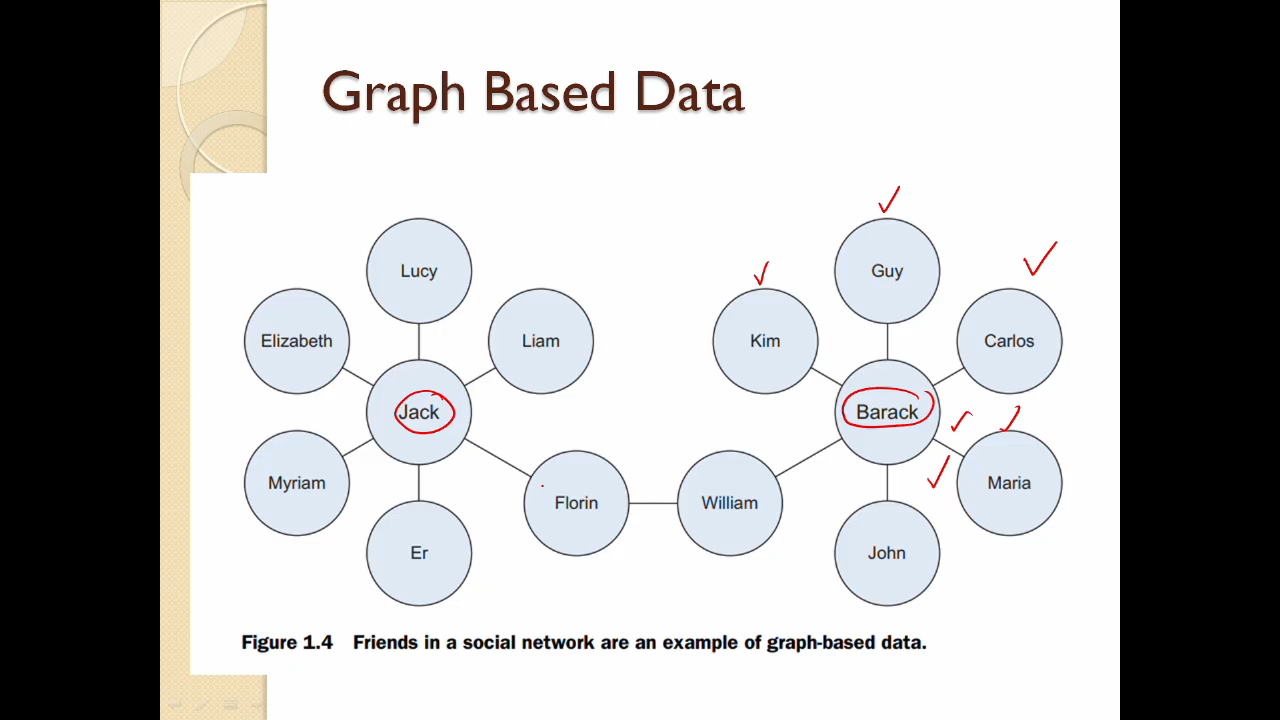 Graph Based Data
Lucy
Guy
Elizabeth
Liam
Kim
Carlos
Jack
Barack
Myriam
Florin
William
Maria
Er
John
Figure 1.4 Friends in a social network are an example of graph-based data.